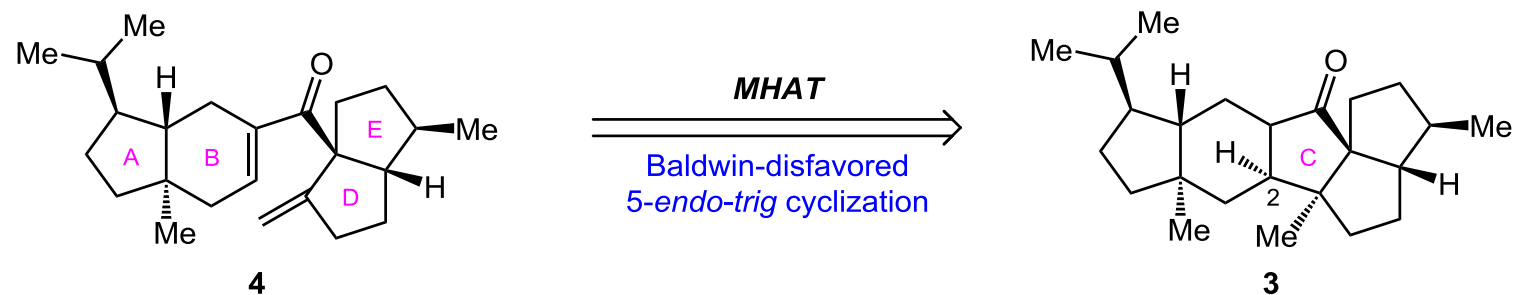 Me
Me
H
O
A
B
E
D
Me
H
Me
4
MHAT
Baldwin-disfavored
5-endo-trig cyclization
Me
Me
H
O
H
C
2
Me
H
Me
Me
3